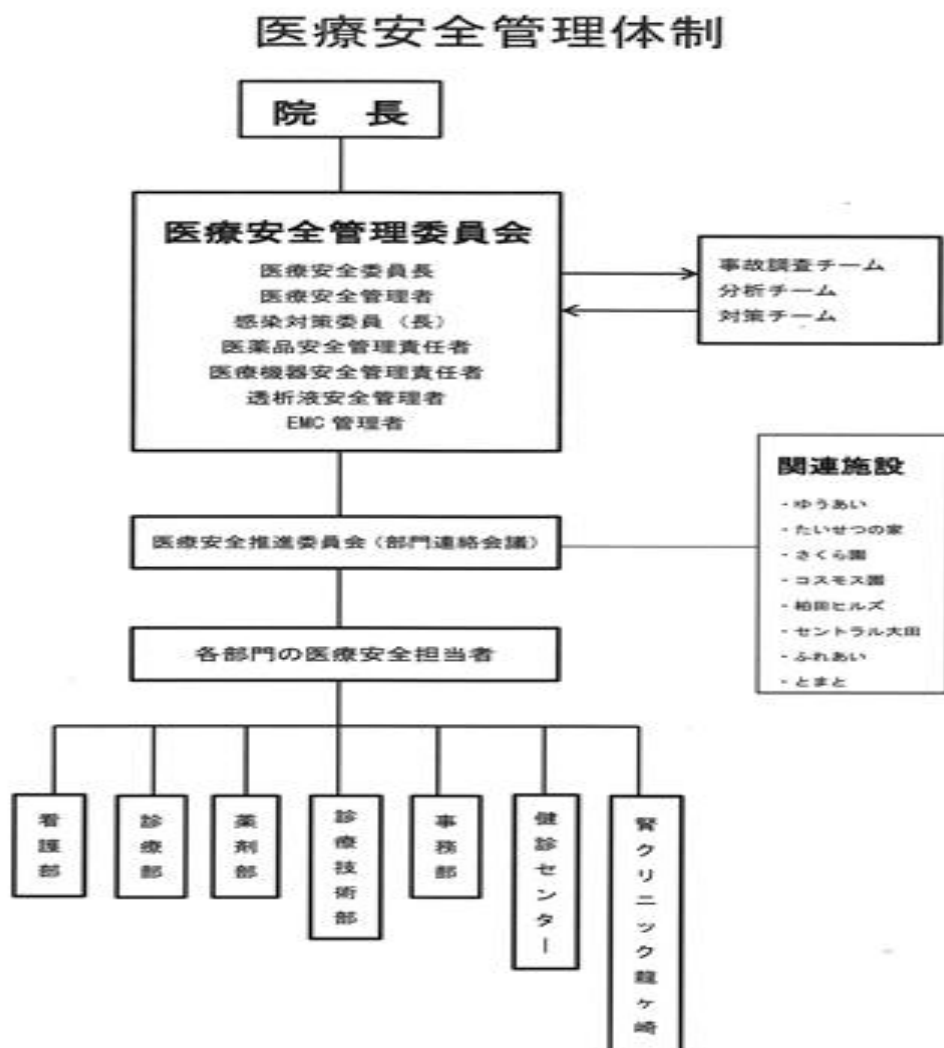 医療安全管理体制
院 長
医療安全管理委員会
医療安全委員長
医療安全管理者
感染対策委員（長）
医薬品安全管理責任者
医療機器安全管理責任者
透析液安全管理者
EMC 管理者
事故調査チーム
分析チーム
対策チーム
関連施設
・ゆうあい
・たいせつの家
・さくら園
・コスモス園
・柏田ヒルズ
・セントラル大田
・ふれあい
・とまと
医療安全推進委員会（部門連絡会議）
各部門の医療安全担当者
看護部
診療部
薬剤部
診療技術部
事務部
健診センター
腎クリニック龍ヶ崎